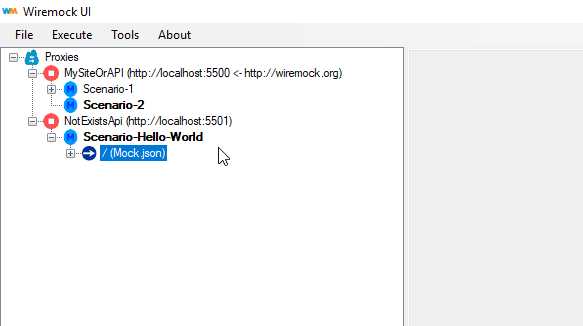 WM Wiremock UI
File Execute Tools About
Proxies
MySiteOrAPI (http://localhost:5500 <- http://wiremock.org)
M Scenario-1
M Scenario-2
NotExistsApi (http://localhost:5501)
M Scenario-Hello-World
/ (Mock.json)